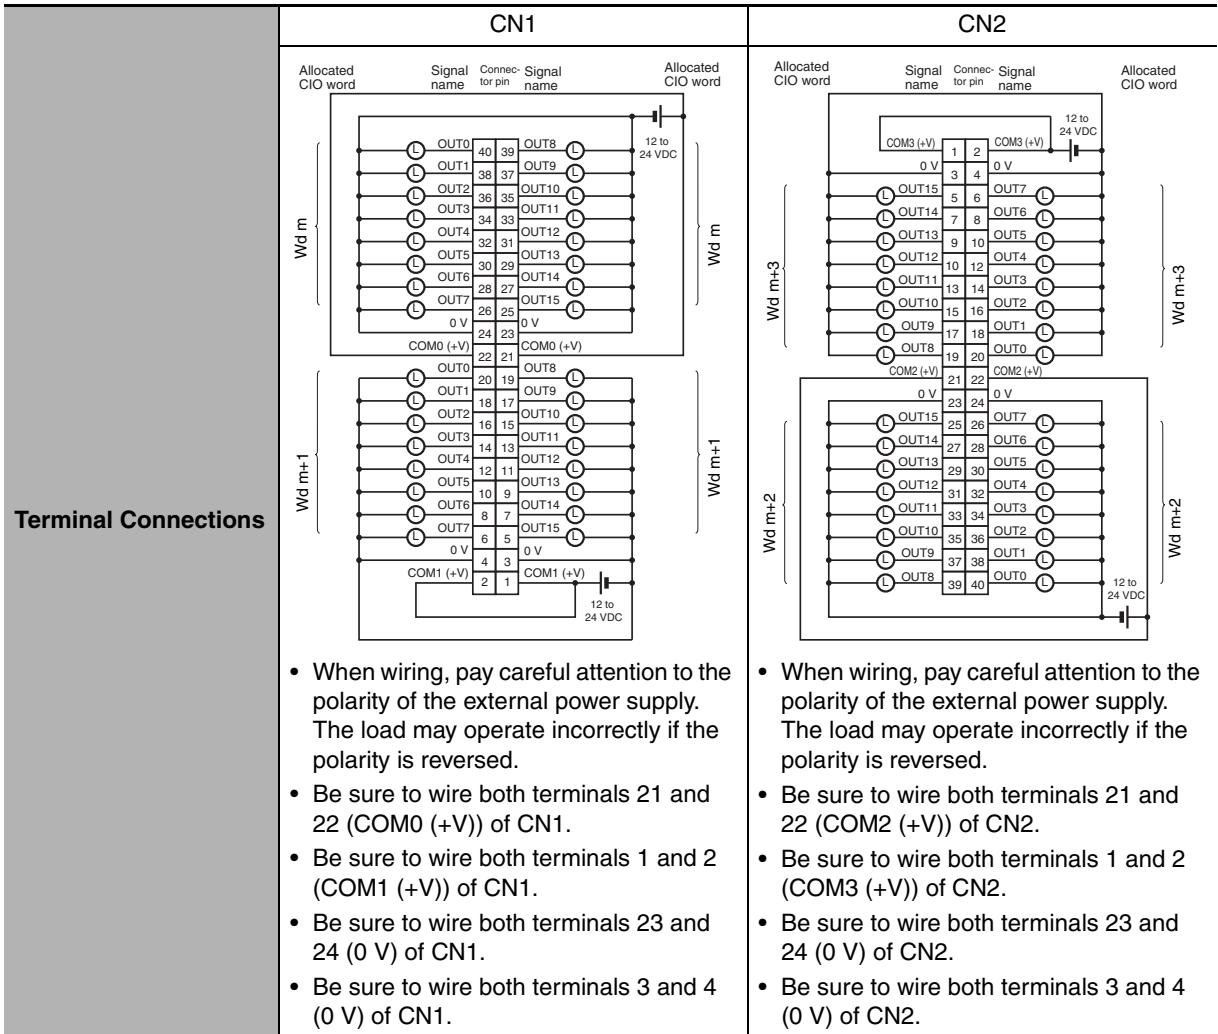 CN1
CN2
Terminal Connections
Allocated CIO word
Signal name
Connec-tor pin
Signal name
Allocated CIO word
12 to 24 VDC
OUT0 40 39 OUT8
OUT1 38 37 OUT9
OUT2 36 35 OUT10
OUT3 34 33 OUT11
OUT4 32 31 OUT12
OUT5 30 29 OUT13
OUT6 28 27 OUT14
OUT7 26 25 OUT15
0 V 24 23 0 V
COM0 (+V) 22 21 COM0 (+V)
OUT0 20 19 OUT8
OUT1 18 17 OUT9
OUT2 16 15 OUT10
OUT3 14 13 OUT11
OUT4 12 11 OUT12
OUT5 10 9 OUT13
OUT6 8 7 OUT14
OUT7 6 5 OUT15
0 V 4 3 0 V
COM1 (+V) 2 1 COM1 (+V)
12 to 24 VDC
Wd m
Wd m
Wd m+1
Wd m+1
L L L L L L L L L L L L L L L L
L L L L L L L L L L L L L L L L
• When wiring, pay careful attention to the
polarity of the external power supply.
The load may operate incorrectly if the
polarity is reversed.
• Be sure to wire both terminals 21 and
22 (COM0 (+V)) of CN1.
• Be sure to wire both terminals 1 and 2
(COM1 (+V)) of CN1.
• Be sure to wire both terminals 23 and
24 (0 V) of CN1.
• Be sure to wire both terminals 3 and 4
(0 V) of CN1.
Allocated CIO word
Signal name
Connec-tor pin
Signal name
Allocated CIO word
12 to 24 VDC
COM3 (+V) 1 2 COM3 (+V)
0 V 3 4 0 V
OUT15 5 6 OUT7
OUT14 7 8 OUT6
OUT13 9 10 OUT5
OUT12 10 12 OUT4
OUT11 13 14 OUT3
OUT10 15 16 OUT2
OUT9 17 18 OUT1
OUT8 19 20 OUT0
COM2 (+V) 21 22 COM2 (+V)
0 V 23 24 0 V
OUT15 25 26 OUT7
OUT14 27 28 OUT6
OUT13 29 30 OUT5
OUT12 31 32 OUT4
OUT11 33 34 OUT3
OUT10 35 36 OUT2
OUT9 37 38 OUT1
OUT8 39 40 OUT0
12 to 24 VDC
Wd m+3
Wd m+3
Wd m+2
Wd m+2
L L L L L L L L L L L L L L L L
L L L L L L L L L L L L L L L L
• When wiring, pay careful attention to the
polarity of the external power supply.
The load may operate incorrectly if the
polarity is reversed.
• Be sure to wire both terminals 21 and
22 (COM2 (+V)) of CN2.
• Be sure to wire both terminals 1 and 2
(COM3 (+V)) of CN2.
• Be sure to wire both terminals 23 and
24 (0 V) of CN2.
• Be sure to wire both terminals 3 and 4
(0 V) of CN2.